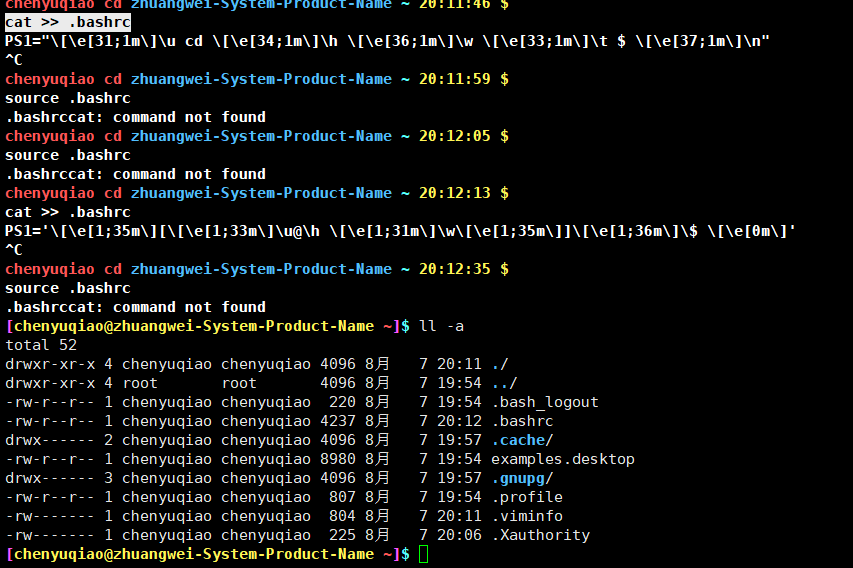 chenyuqiao cd zhuangwei-System-Product-Name ~ 20:11:46 $
cat >> .bashrc
PS1="\[\e[31;1m\]\u cd \[\e[34;1m\]\h \[\e[36;1m\]\w \[\e[33;1m\]\t $ \[\e[37;1m\]\n"
^C
chenyuqiao cd zhuangwei-System-Product-Name ~ 20:11:59 $
source .bashrc
.bashrccat: command not found
chenyuqiao cd zhuangwei-System-Product-Name ~ 20:12:05 $
source .bashrc
.bashrccat: command not found
chenyuqiao cd zhuangwei-System-Product-Name ~ 20:12:13 $
cat >> .bashrc
PS1='\[\e[1;35m\][\[\e[1;33m\]\u@\h \[\e[1;31m\]\w\[\e[1;35m\]]\[\e[1;36m\]\$ \[\e[0m\]'
^C
chenyuqiao cd zhuangwei-System-Product-Name ~ 20:12:35 $
source .bashrc
.bashrccat: command not found
[chenyuqiao@zhuangwei-System-Product-Name ~]$ ll -a
total 52
drwxr-xr-x 4 chenyuqiao chenyuqiao 4096 8月   7 20:11 ./
drwxr-xr-x 4 root       root       4096 8月   7 19:54 ../
-rw-r--r-- 1 chenyuqiao chenyuqiao  220 8月   7 19:54 .bash_logout
-rw-r--r-- 1 chenyuqiao chenyuqiao 4237 8月   7 20:12 .bashrc
drwx------ 2 chenyuqiao chenyuqiao 4096 8月   7 19:57 .cache/
-rw-r--r-- 1 chenyuqiao chenyuqiao 8980 8月   7 19:54 examples.desktop
drwx------ 3 chenyuqiao chenyuqiao 4096 8月   7 19:57 .gnupg/
-rw-r--r-- 1 chenyuqiao chenyuqiao  807 8月   7 19:54 .profile
-rw------- 1 chenyuqiao chenyuqiao  804 8月   7 20:11 .viminfo
-rw------- 1 chenyuqiao chenyuqiao  225 8月   7 20:06 .Xauthority
[chenyuqiao@zhuangwei-System-Product-Name ~]$